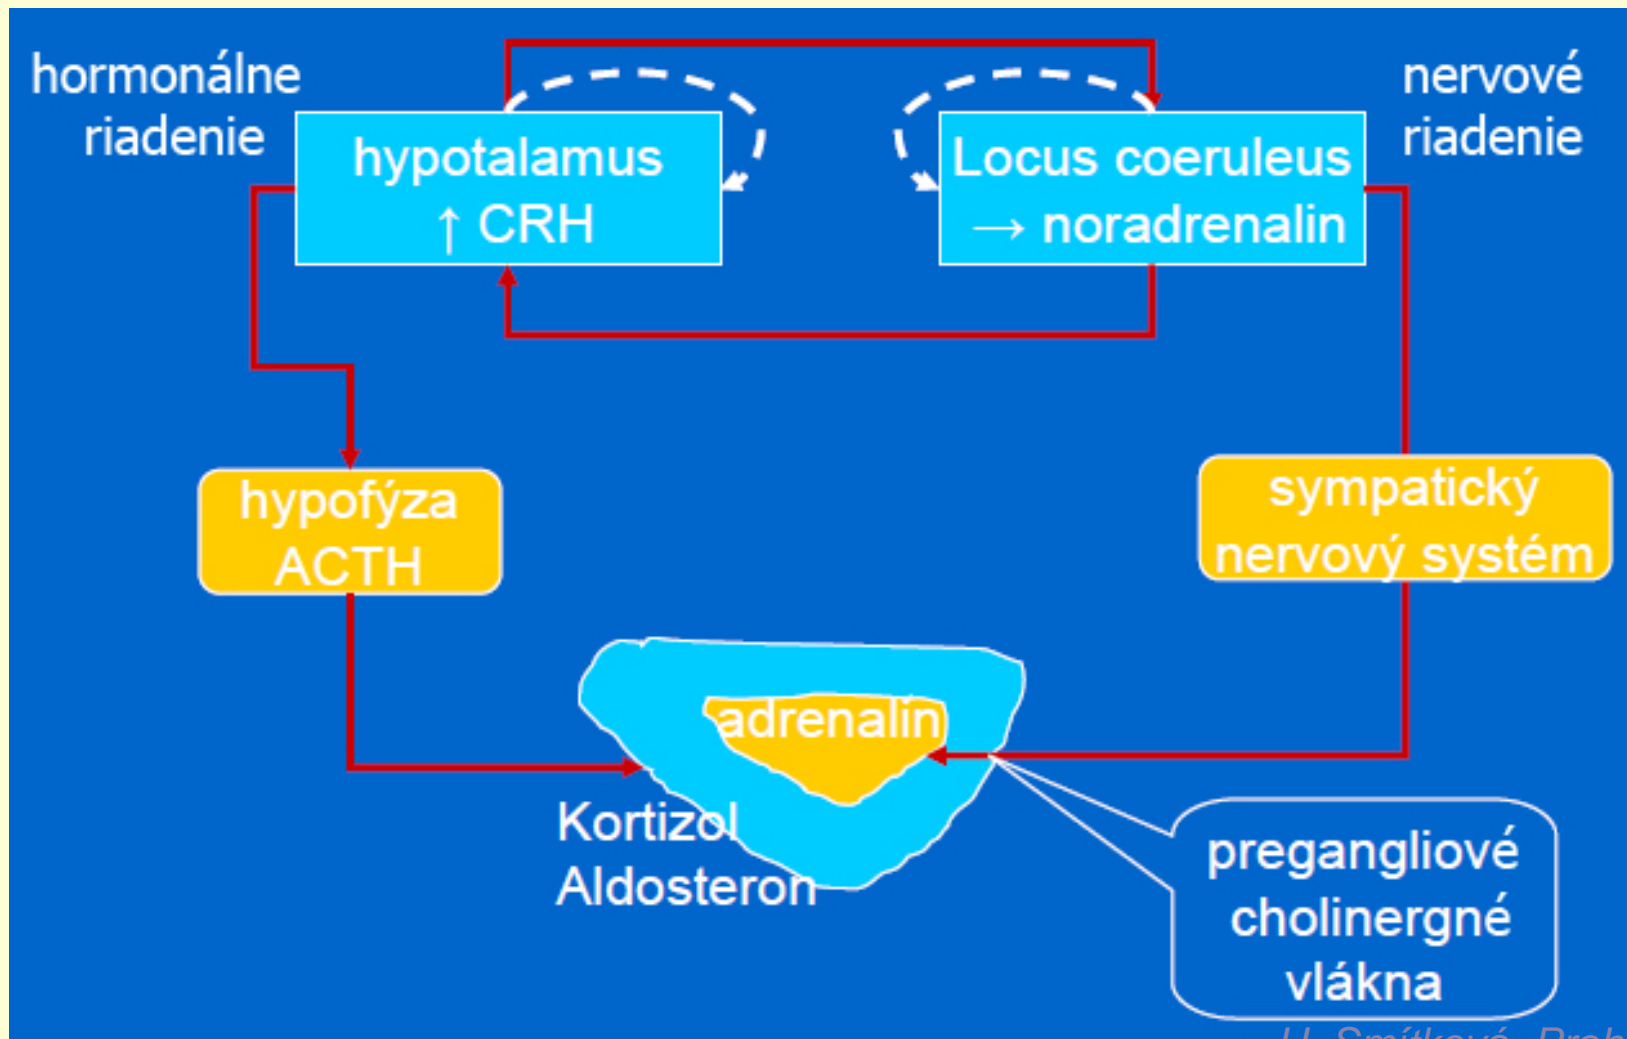 hormonálne
riadenie
nervové
riadenie
hypotalamus
↑ CRH
Locus coeruleus
→ noradrenalin
hypofýza
ACTH
sympatický
nervový systém
adrenalin
Kortizol
Aldosteron
pregangliové
cholinergné
vlákna